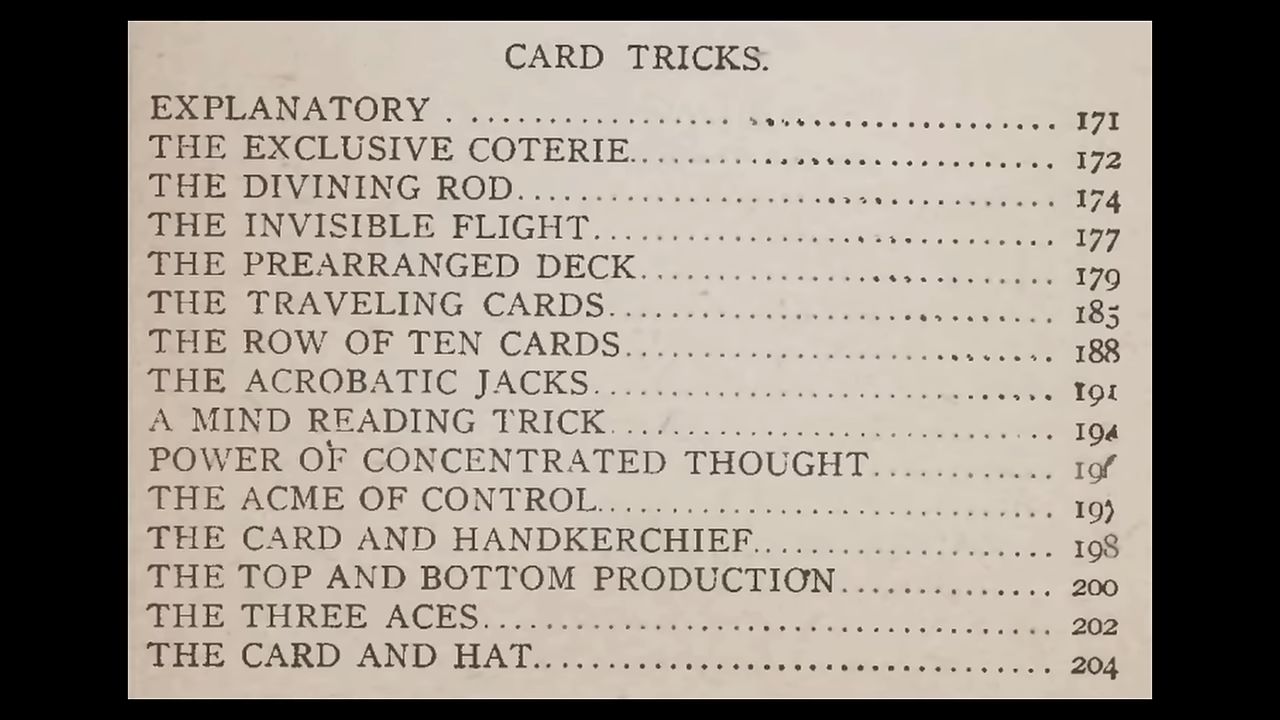 CARD TRICKS.
EXPLANATORY ........................................ 171
THE EXCLUSIVE COTERIE............................ 172
THE DIVINING ROD.................................... 174
THE INVISIBLE FLIGHT............................... 177
THE PREARRANGED DECK............................ 179
THE TRAVELING CARDS.............................. 185
THE ROW OF TEN CARDS............................. 188
THE ACROBATIC JACKS............................... 191
A MIND READING TRICK..............................
POWER OF CONCENTRATED THOUGHT............
THE ACME OF CONTROL..............................
THE CARD AND HANDKERCHIEF..................... 198
THE TOP AND BOTTOM PRODUCTION.............. 200
THE THREE ACES...................................... 202
THE CARD AND HAT................................... 204